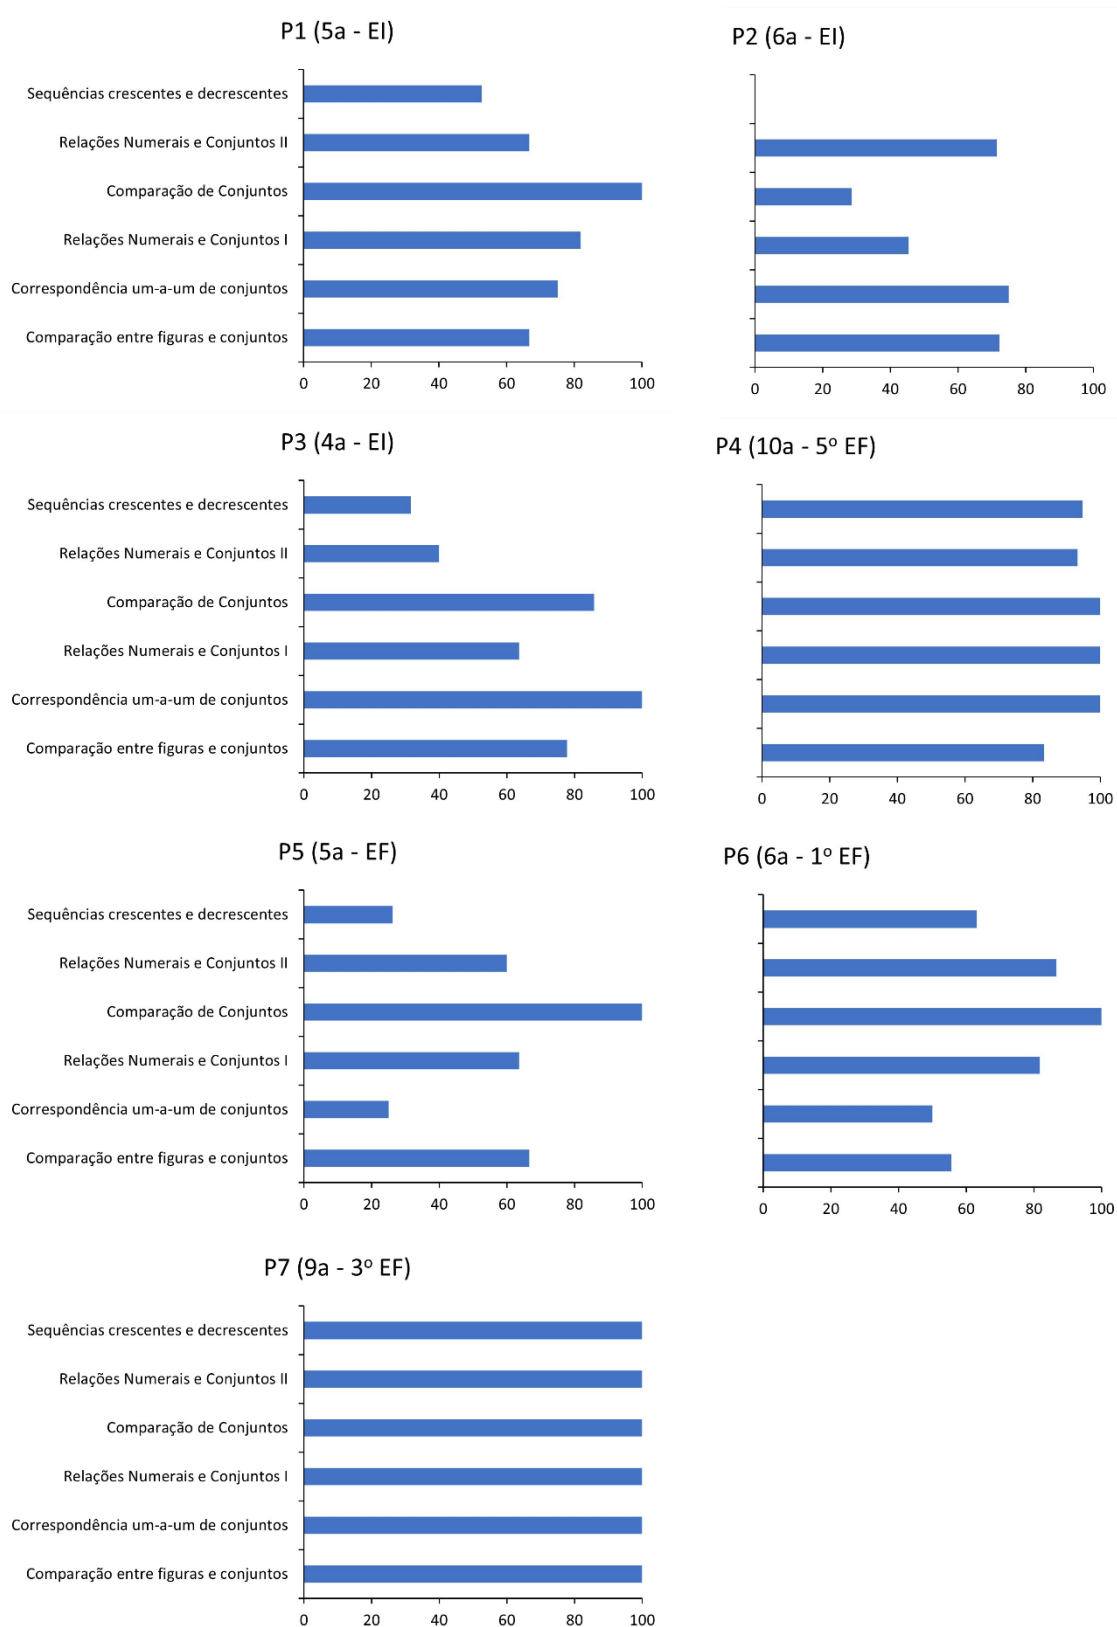 P1 (5a - EI)
Sequências crescentes e decrescentes
Relações Numerais e Conjuntos II
Comparação de Conjuntos
Relações Numerais e Conjuntos I
Correspondência um-a-um de conjuntos
Comparação entre figuras e conjuntos
0 20 40 60 80 100
P2 (6a - EI)
0 20 40 60 80 100
P3 (4a - EI)
Sequências crescentes e decrescentes
Relações Numerais e Conjuntos II
Comparação de Conjuntos
Relações Numerais e Conjuntos I
Correspondência um-a-um de conjuntos
Comparação entre figuras e conjuntos
0 20 40 60 80 100
P4 (10a - 5º EF)
0 20 40 60 80 100
P5 (5a - EF)
Sequências crescentes e decrescentes
Relações Numerais e Conjuntos II
Comparação de Conjuntos
Relações Numerais e Conjuntos I
Correspondência um-a-um de conjuntos
Comparação entre figuras e conjuntos
0 20 40 60 80 100
P6 (6a - 1º EF)
0 20 40 60 80 100
P7 (9a - 3º EF)
Sequências crescentes e decrescentes
Relações Numerais e Conjuntos II
Comparação de Conjuntos
Relações Numerais e Conjuntos I
Correspondência um-a-um de conjuntos
Comparação entre figuras e conjuntos
0 20 40 60 80 100